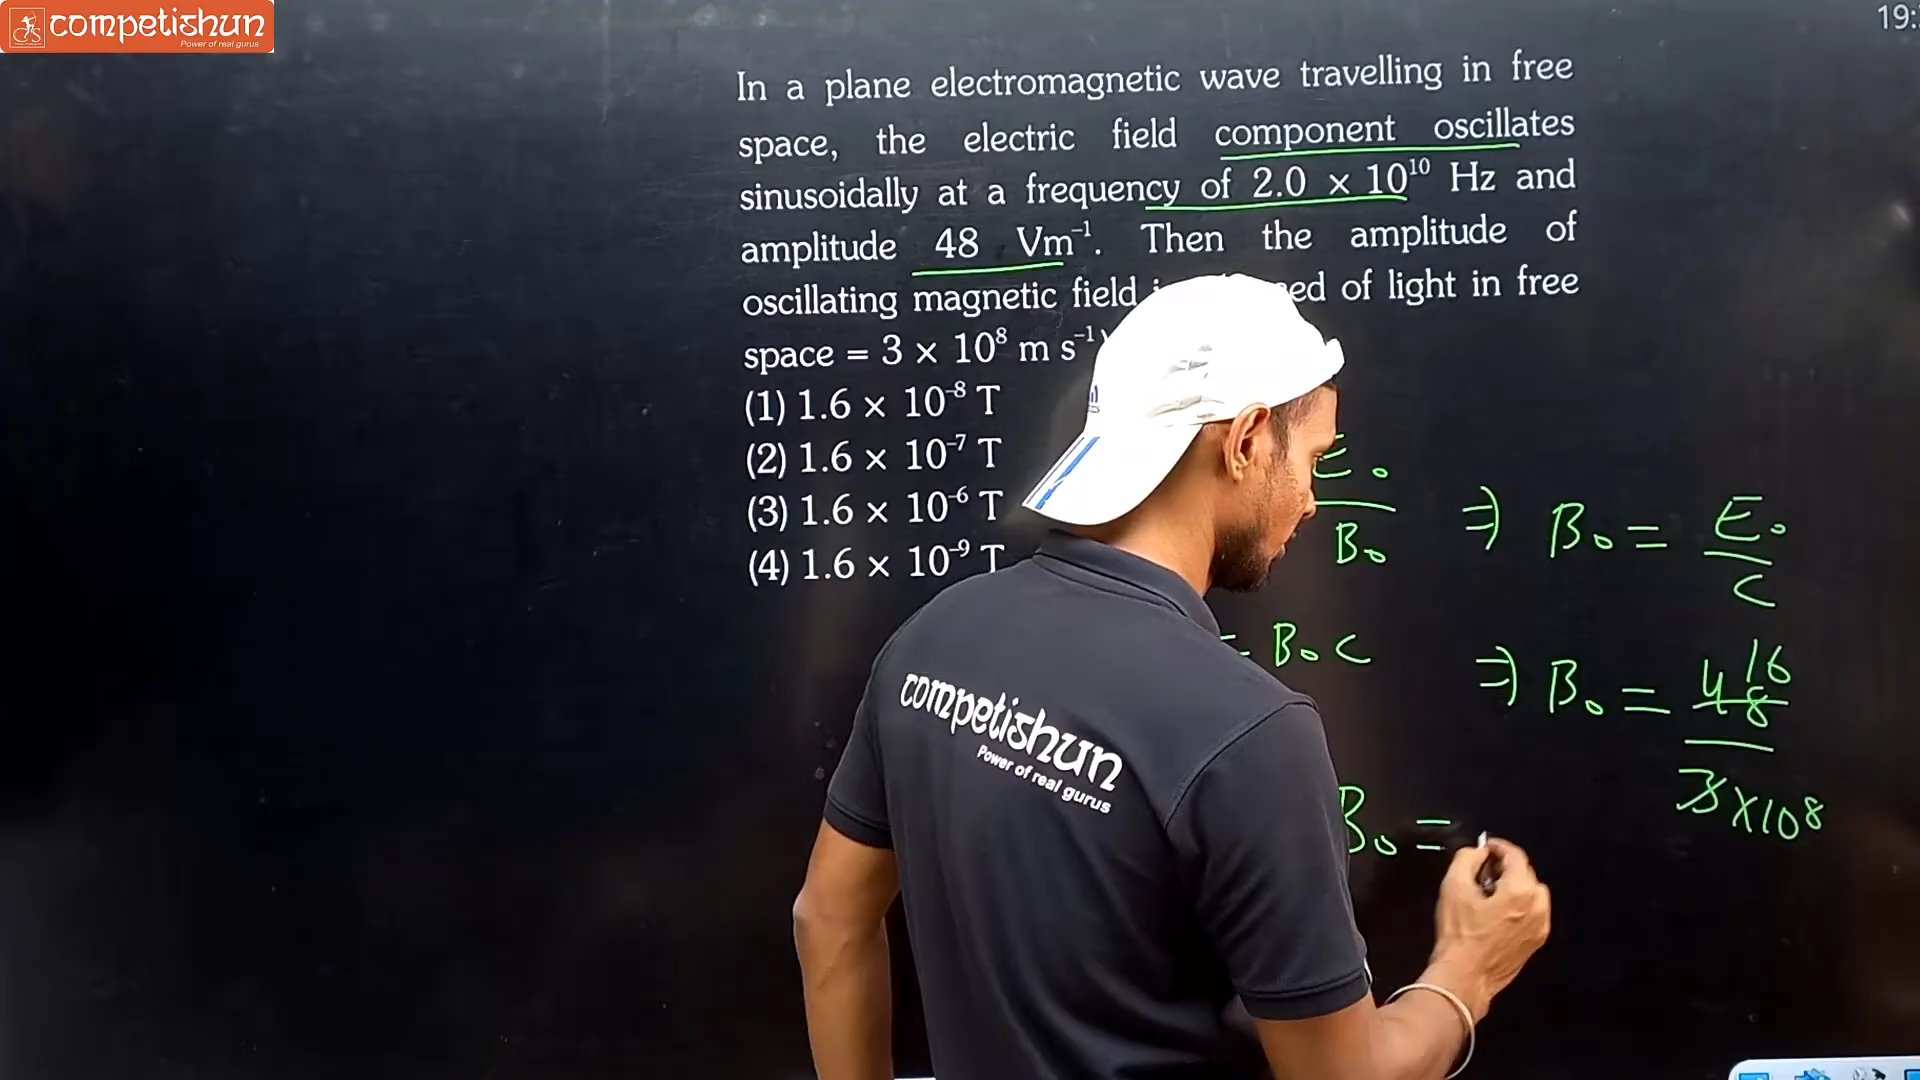 competishun
Power of real gurus
19:
In a plane electromagnetic wave travelling in free
space, the electric field component oscillates
sinusoidally at a frequency of 2.0 × 10¹⁰ Hz and
amplitude 48 Vm⁻¹. Then the amplitude of
oscillating magnetic field of light in free
space = 3 × 10⁸ m s⁻¹)
(1) 1.6 × 10⁻⁸ T
(2) 1.6 × 10⁻⁷ T
(3) 1.6 × 10⁻⁶ T
(4) 1.6 × 10⁻⁹ T
E₀
B₀
⇒ B₀ = E₀
C
= B₀ C
⇒ B₀ = 48 16
3×10⁸
B₀ =
competishun
Power of real gurus